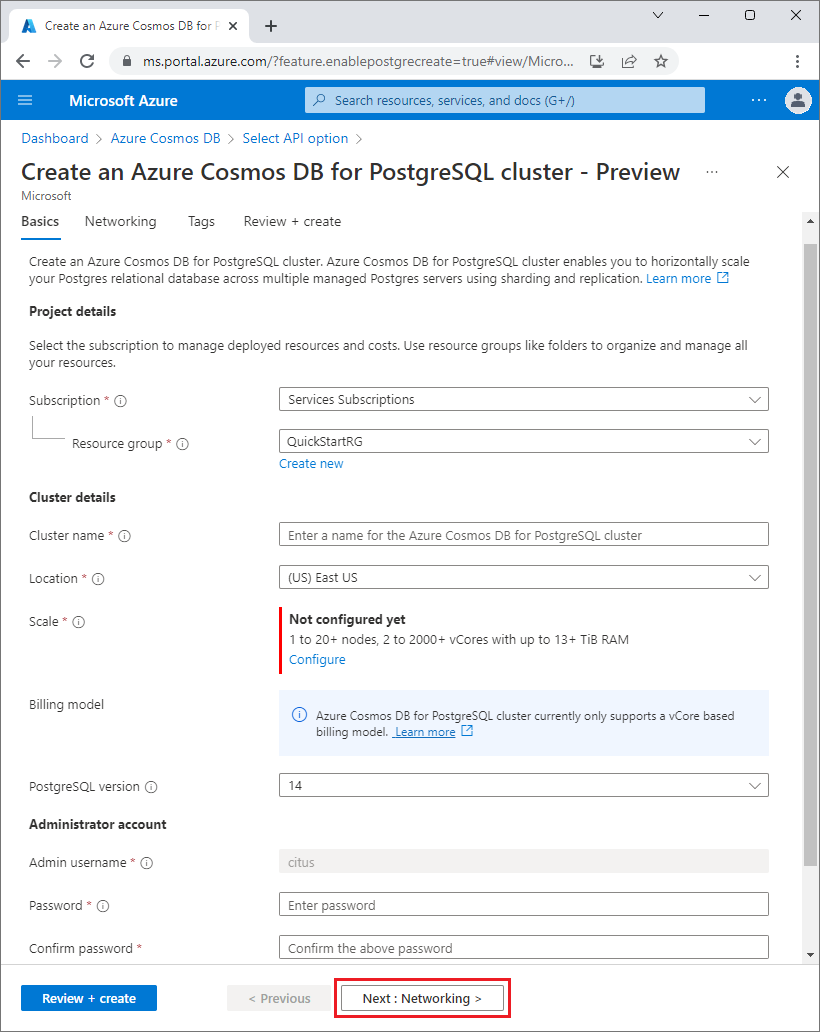 Create an Azure Cosmos DB for
ms.portal.azure.com/?feature.enablepostgrecreate=true#view/Micro...
Microsoft Azure
Search resources, services, and docs (G+/)
Dashboard > Azure Cosmos DB > Select API option >
Create an Azure Cosmos DB for PostgreSQL cluster - Preview ...
Microsoft
Basics Networking Tags Review + create
Create an Azure Cosmos DB for PostgreSQL cluster. Azure Cosmos DB for PostgreSQL cluster enables you to horizontally scale
your Postgres relational database across multiple managed Postgres servers using sharding and replication. Learn more
Project details
Select the subscription to manage deployed resources and costs. Use resource groups like folders to organize and manage all
your resources.
Subscription *
Services Subscriptions
Resource group *
QuickStartRG
Create new
Cluster details
Cluster name *
Enter a name for the Azure Cosmos DB for PostgreSQL cluster
Location *
(US) East US
Scale *
Not configured yet
1 to 20+ nodes, 2 to 2000+ vCores with up to 13+ TiB RAM
Configure
Billing model
Azure Cosmos DB for PostgreSQL cluster currently only supports a vCore based
billing model. Learn more
PostgreSQL version
14
Administrator account
Admin username *
citus
Password *
Enter password
Confirm password *
Confirm the above password
Review + create
< Previous
Next : Networking >